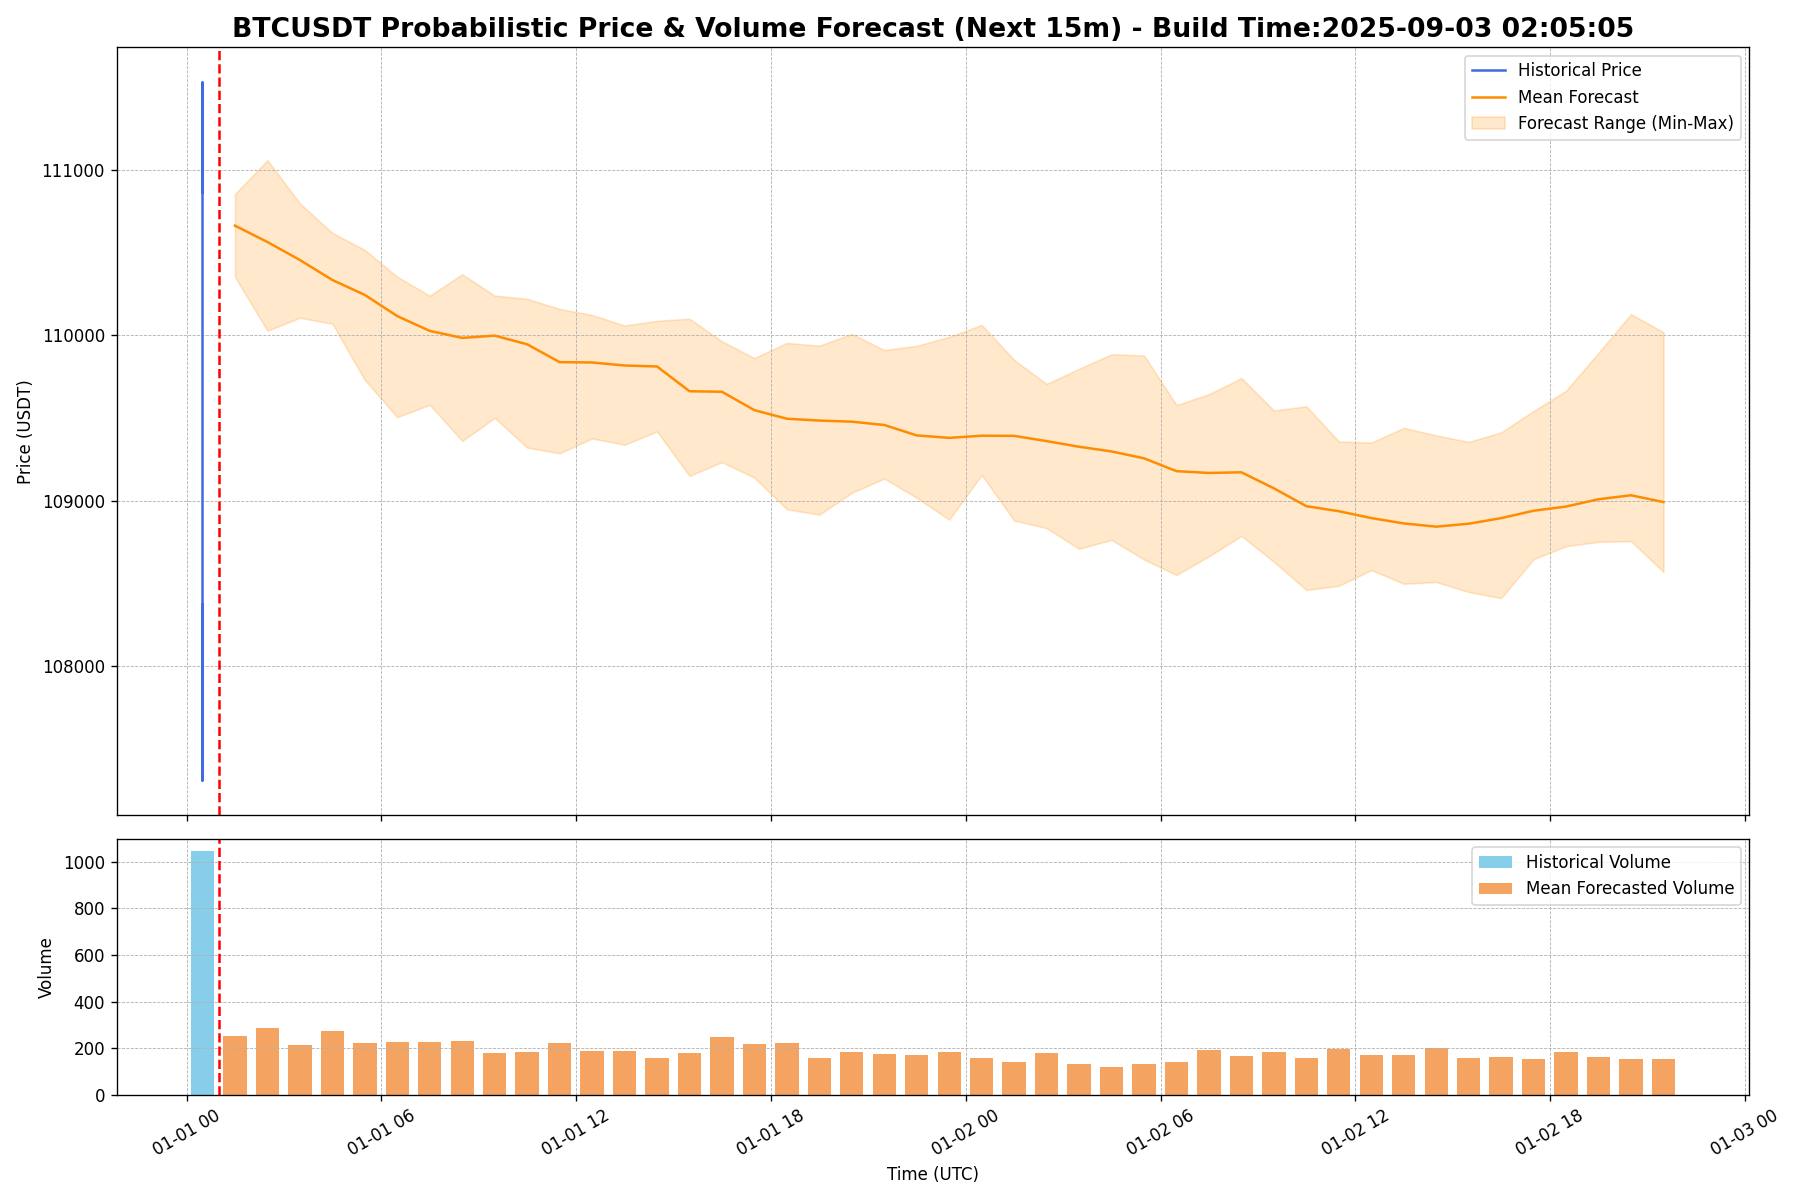 BTCUSDT Probabilistic Price & Volume Forecast (Next 15m) - Build Time:2025-09-03 02:05:05
Historical Price
Mean Forecast
Forecast Range (Min-Max)
111000
110000
109000
108000
Price (USDT)
Historical Volume
Mean Forecasted Volume
1000
800
600
400
200
0
Volume
01-01 00
01-01 06
01-01 12
01-01 18
01-02 00
01-02 06
01-02 12
01-02 18
01-03 00
Time (UTC)